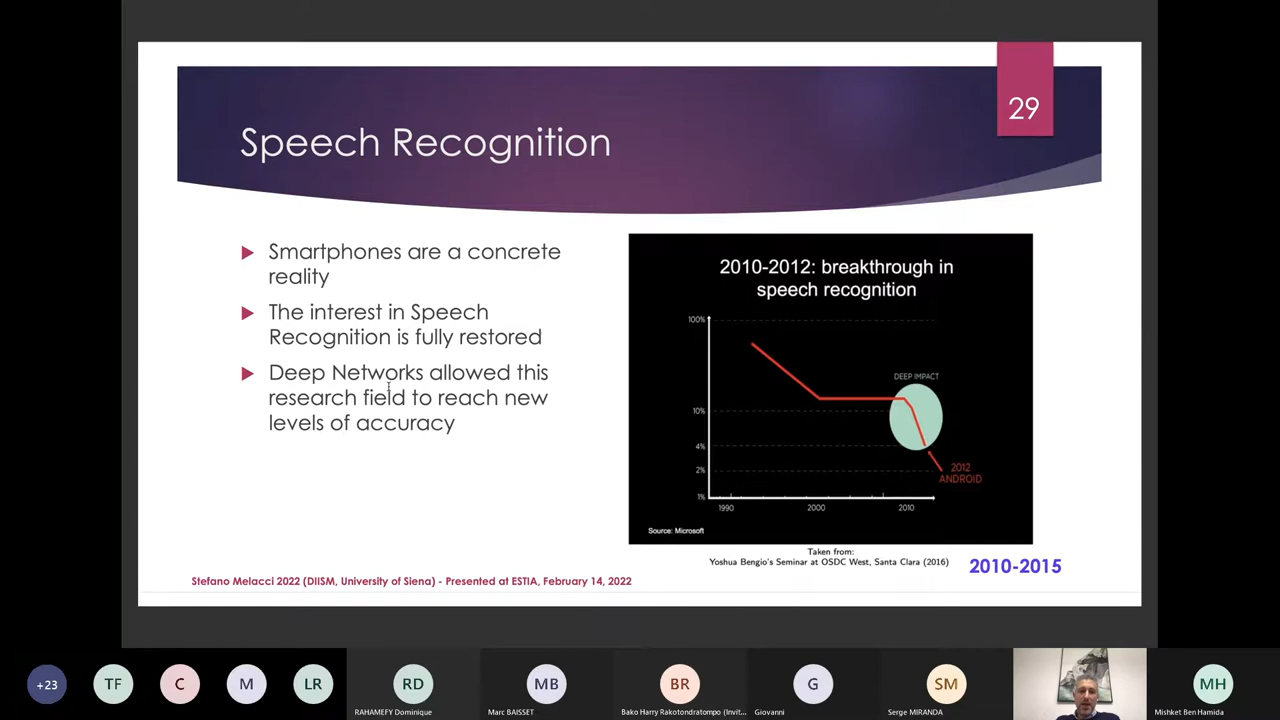 29
Speech Recognition
Smartphones are a concrete
reality
The interest in Speech
Recognition is fully restored
Deep Networks allowed this
research field to reach new
levels of accuracy
2010-2012: breakthrough in
speech recognition
100%
DEEP IMPACT
10%
4%
2%
2012
ANDROID
1%
1990
2000
2010
Source: Microsoft
Taken from:
Yoshua Bengio's Seminar at OSDC West, Santa Clara (2016)
2010-2015
Stefano Melacci 2022 (DIISM, University of Siena) - Presented at ESTIA, February 14, 2022
+23
TF
C
M
LR
RD
MB
BR
G
SM
MH
RAHAMEFY Dominique
Marc BAISSET
Bako Harry Rakotondratompo (Invit...
Giovanni
Serge MIRANDA
Mishket Ben Hamida